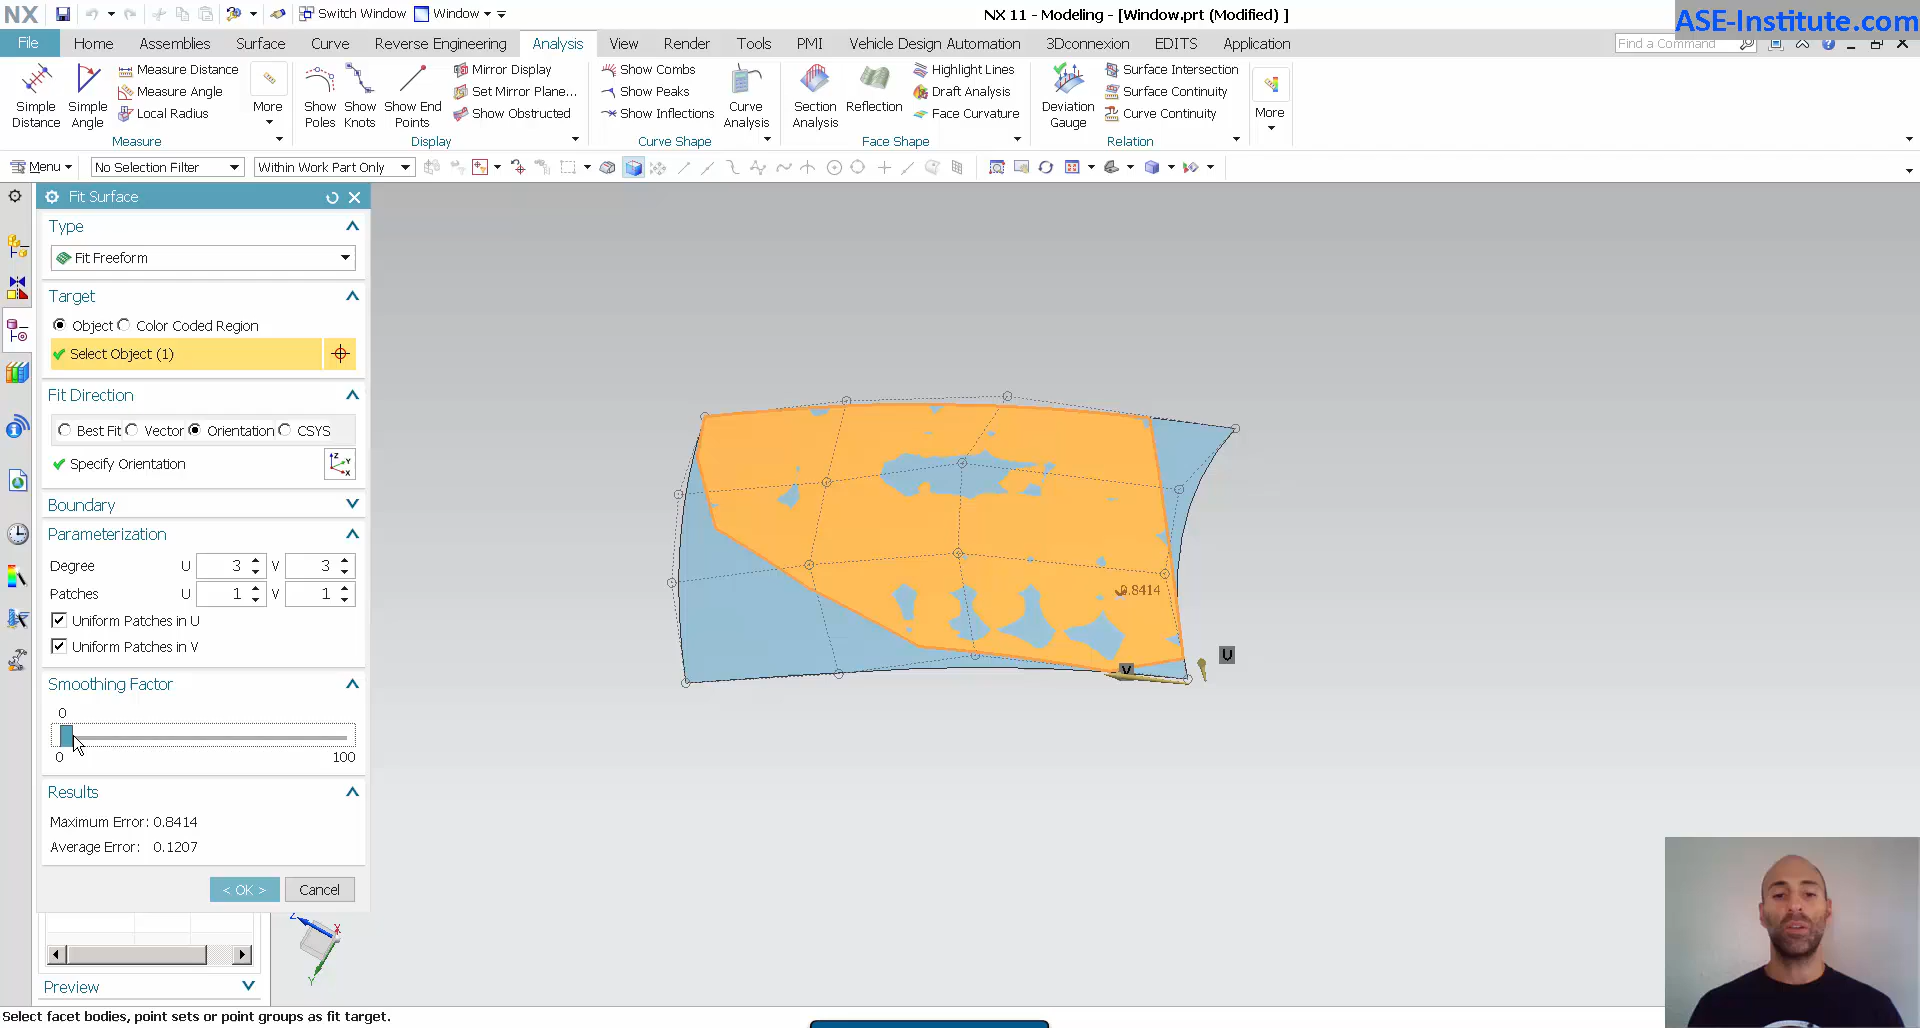 NX
Switch Window
Window
NX 11 - Modeling - [Window.prt (Modified) ]
ASE-Institute.com
File
Home
Assemblies
Surface
Curve
Reverse Engineering
Analysis
View
Render
Tools
PMI
Vehicle Design Automation
3Dconnexion
EDITS
Application
Find a Command
Simple Distance
Simple Angle
Measure Distance
Measure Angle
Local Radius
More
Measure
Show Poles
Show Knots
Show End Points
Mirror Display
Set Mirror Plane...
Show Obstructed
Display
Show Combs
Show Peaks
Show Inflections
Curve Analysis
Curve Shape
Section Analysis
Reflection
Highlight Lines
Draft Analysis
Face Curvature
Face Shape
Deviation Gauge
Surface Intersection
Surface Continuity
Curve Continuity
Relation
More
Menu
No Selection Filter
Within Work Part Only
Fit Surface
Type
Fit Freeform
Target
Object
Color Coded Region
Select Object (1)
Fit Direction
Best Fit
Vector
Orientation
CSYS
Specify Orientation
Boundary
Parameterization
Degree U 3 V 3
Patches U 1 V 1
Uniform Patches in U
Uniform Patches in V
Smoothing Factor
0
0 100
Results
Maximum Error: 0.8414
Average Error: 0.1207
< OK >
Cancel
0.8414
U
V
Z
X
Y
Preview
Select facet bodies, point sets or point groups as fit target.